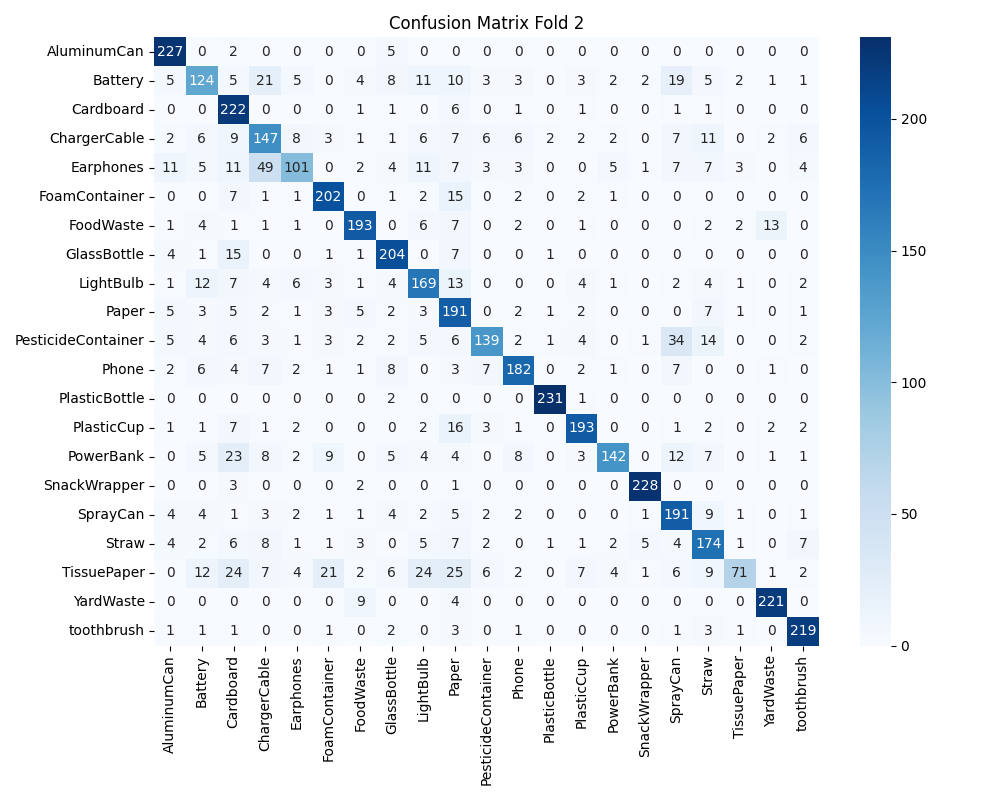 Confusion Matrix Fold 2
AluminumCan 227 0 2 0 0 0 0 5 0 0 0 0 0 0 0 0 0 0 0 0 0
Battery 5 124 5 21 5 0 4 8 11 10 3 3 0 3 2 2 19 5 2 1 1
Cardboard 0 0 222 0 0 0 1 1 0 6 0 1 0 1 0 0 1 1 0 0 0
ChargerCable 2 6 9 147 8 3 1 1 6 7 6 6 2 2 2 0 7 11 0 2 6
Earphones 11 5 11 49 101 0 2 4 11 7 3 3 0 0 5 1 7 7 3 0 4
FoamContainer 0 0 7 1 1 202 0 1 2 15 0 2 0 2 1 0 0 0 0 0 0
FoodWaste 1 4 1 1 1 0 193 0 6 7 0 2 0 1 0 0 0 2 2 13 0
GlassBottle 4 1 15 0 0 1 1 204 0 7 0 0 1 0 0 0 0 0 0 0 0
LightBulb 1 12 7 4 6 3 1 4 169 13 0 0 0 4 1 0 2 4 1 0 2
Paper 5 3 5 2 1 3 5 2 3 191 0 2 1 2 0 0 0 7 1 0 1
PesticideContainer 5 4 6 3 1 3 2 2 5 6 139 2 1 4 0 1 34 14 0 0 2
Phone 2 6 4 7 2 1 1 8 0 3 7 182 0 2 1 0 7 0 0 1 0
PlasticBottle 0 0 0 0 0 0 0 2 0 0 0 0 231 1 0 0 0 0 0 0 0
PlasticCup 1 1 7 1 2 0 0 0 2 16 3 1 0 193 0 0 1 2 0 2 2
PowerBank 0 5 23 8 2 9 0 5 4 4 0 8 0 3 142 0 12 7 0 1 1
SnackWrapper 0 0 3 0 0 0 2 0 0 1 0 0 0 0 0 228 0 0 0 0 0
SprayCan 4 4 1 3 2 1 1 4 2 5 2 2 0 0 0 1 191 9 1 0 1
Straw 4 2 6 8 1 1 3 0 5 7 2 0 1 1 2 5 4 174 1 0 7
TissuePaper 0 12 24 7 4 21 2 6 24 25 6 2 0 7 4 1 6 9 71 1 2
YardWaste 0 0 0 0 0 0 9 0 0 4 0 0 0 0 0 0 0 0 0 221 0
toothbrush 1 1 1 0 0 1 0 2 0 3 0 1 0 0 0 0 1 3 1 0 219
AluminumCan
Battery
Cardboard
ChargerCable
Earphones
FoamContainer
FoodWaste
GlassBottle
LightBulb
Paper
PesticideContainer
Phone
PlasticBottle
PlasticCup
PowerBank
SnackWrapper
SprayCan
Straw
TissuePaper
YardWaste
toothbrush
200
150
100
50
0